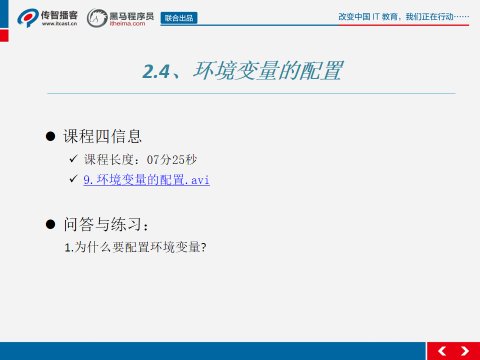 传智播客
www.itcast.cn
黑马程序员
itheima.com
联合出品
改变中国 IT 教育，我们正在行动……
2.4、环境变量的配置
课程四信息
课程长度：07分25秒
9.环境变量的配置.avi
问答与练习：
1.为什么要配置环境变量?